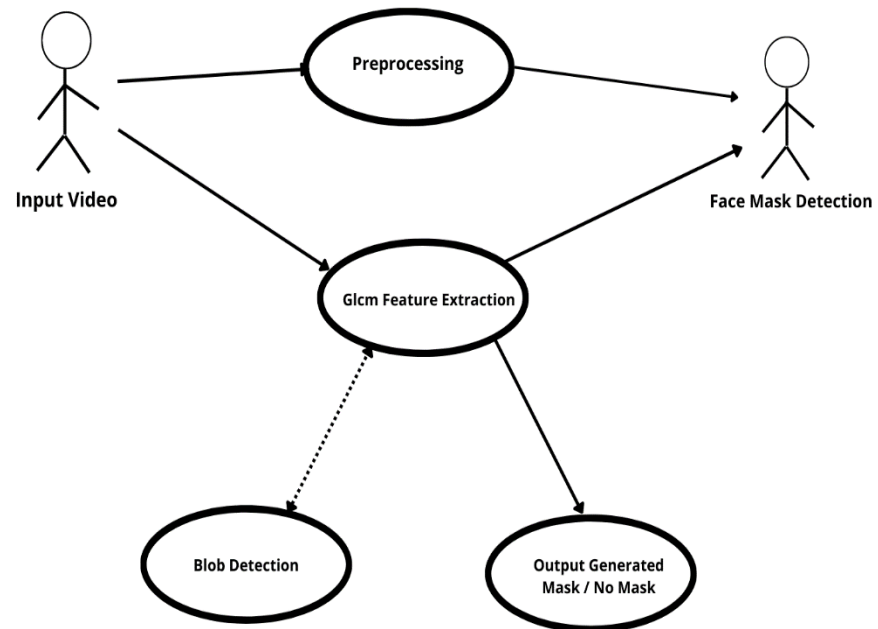 Preprocessing
Input Video
Face Mask Detection
Glcm Feature Extraction
Blob Detection
Output Generated
Mask / No Mask